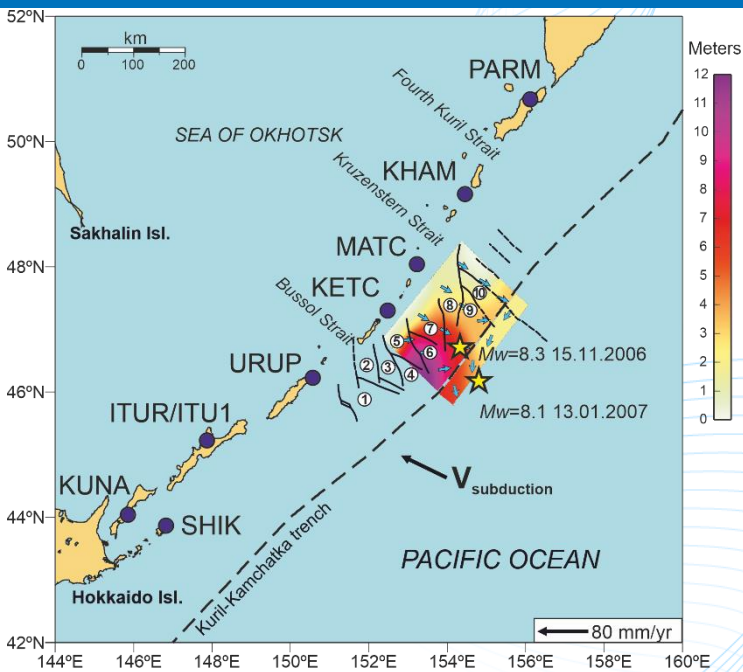 52°N
50°N
48°N
46°N
44°N
42°N
144°E
146°E
148°E
150°E
152°E
154°E
156°E
158°E
160°E
km
0 100 200
PARM
Fourth Kuril Strait
SEA OF OKHOTSK
KHAM
Kruzenstern Strait
Sakhalin Isl.
MATC
KETC
Bussol Strait
URUP
ITUR/ITU1
KUNA
SHIK
Hokkaido Isl.
Kuril-Kamchatka trench
1
2
3
4
5
6
7
8
9
10
Mw=8.3 15.11.2006
Mw=8.1 13.01.2007
Vsubduction
PACIFIC OCEAN
80 mm/yr
Meters
12
11
10
9
8
7
6
5
4
3
2
1
0